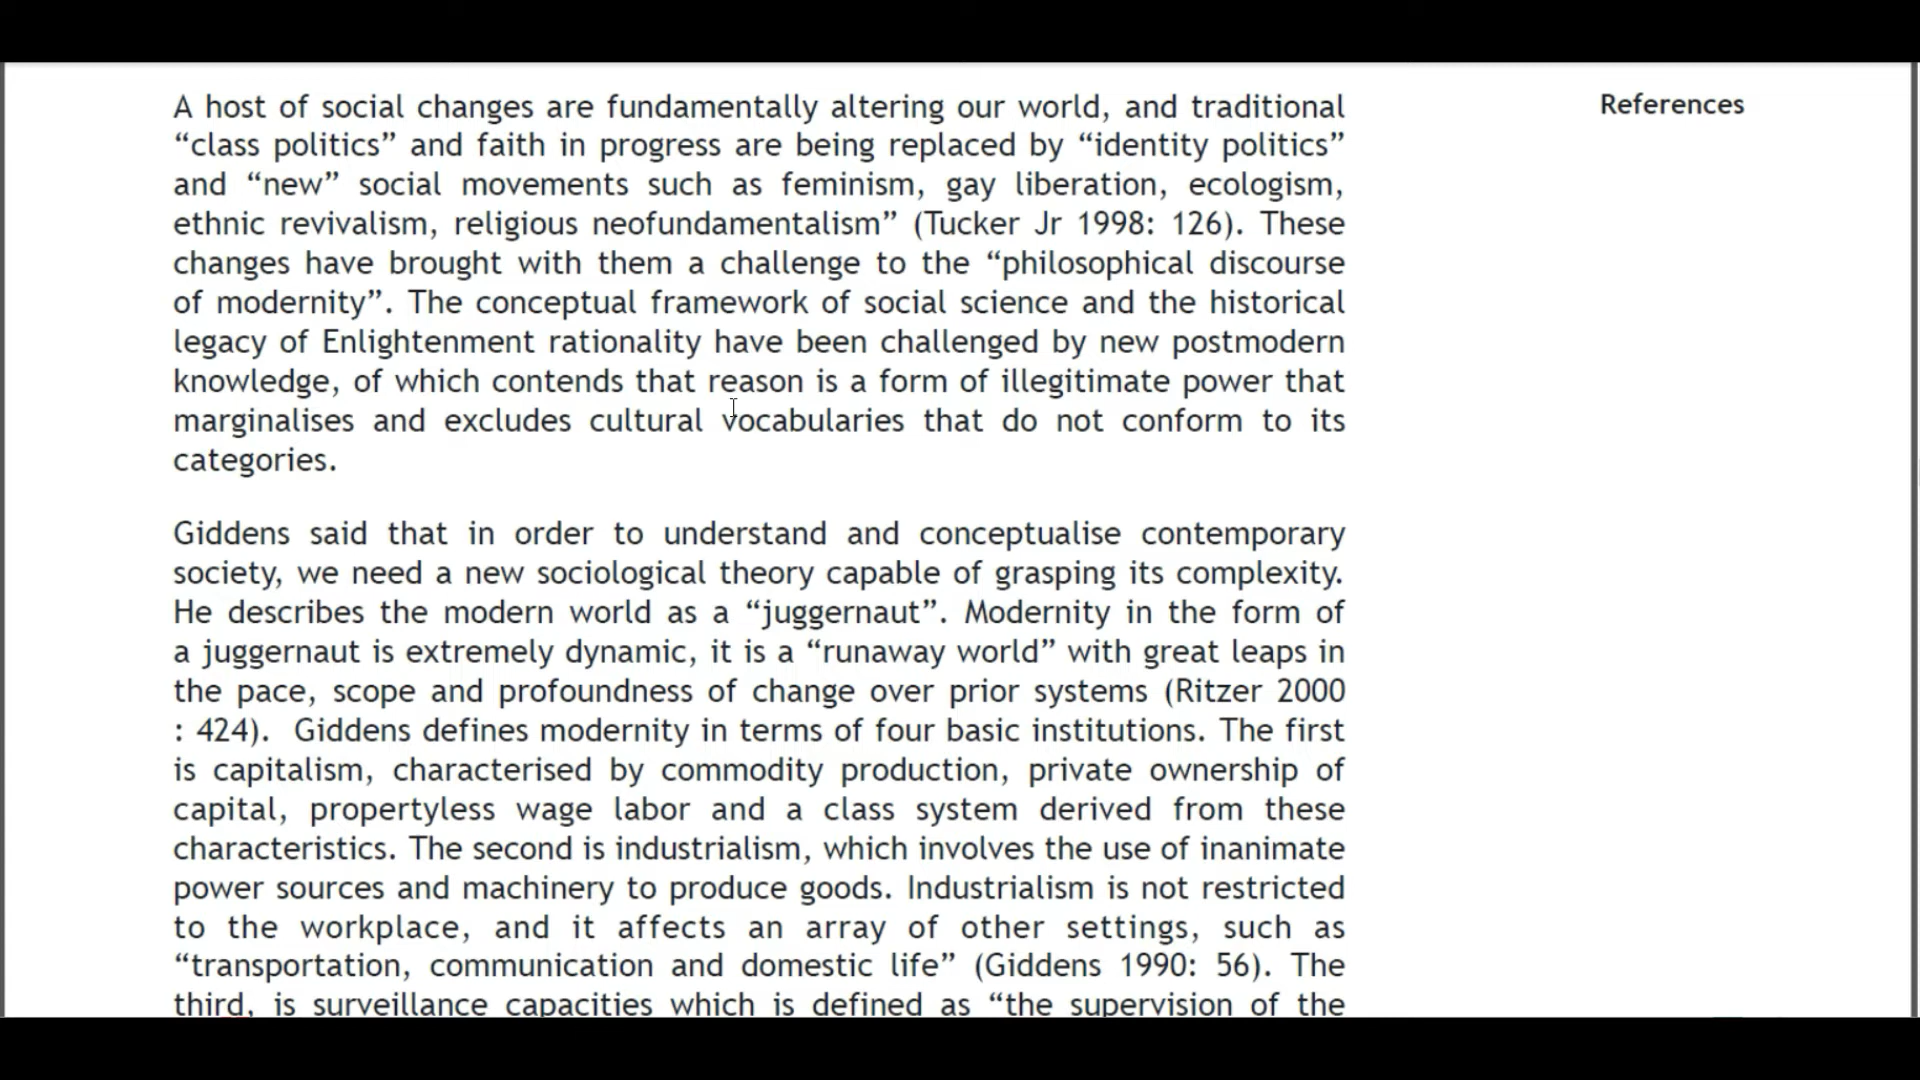 A host of social changes are fundamentally altering our world, and traditional
“class politics” and faith in progress are being replaced by “identity politics”
and “new” social movements such as feminism, gay liberation, ecologism,
ethnic revivalism, religious neofundamentalism” (Tucker Jr 1998: 126). These
changes have brought with them a challenge to the “philosophical discourse
of modernity”. The conceptual framework of social science and the historical
legacy of Enlightenment rationality have been challenged by new postmodern
knowledge, of which contends that reason is a form of illegitimate power that
marginalises and excludes cultural vocabularies that do not conform to its
categories.
Giddens said that in order to understand and conceptualise contemporary
society, we need a new sociological theory capable of grasping its complexity.
He describes the modern world as a “juggernaut”. Modernity in the form of
a juggernaut is extremely dynamic, it is a “runaway world” with great leaps in
the pace, scope and profoundness of change over prior systems (Ritzer 2000
: 424).  Giddens defines modernity in terms of four basic institutions. The first
is capitalism, characterised by commodity production, private ownership of
capital, propertyless wage labor and a class system derived from these
characteristics. The second is industrialism, which involves the use of inanimate
power sources and machinery to produce goods. Industrialism is not restricted
to the workplace, and it affects an array of other settings, such as
“transportation, communication and domestic life” (Giddens 1990: 56). The
third, is surveillance capacities which is defined as “the supervision of the
References